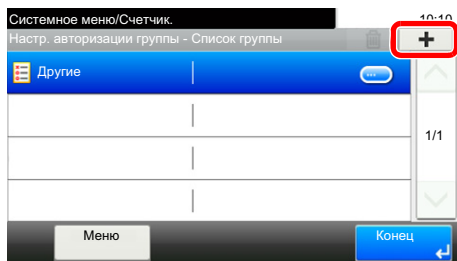 Системное меню/Счетчик.
10:10
Настр. авторизации группы - Список группы
+
Другие
...
1/1
Меню
Конец